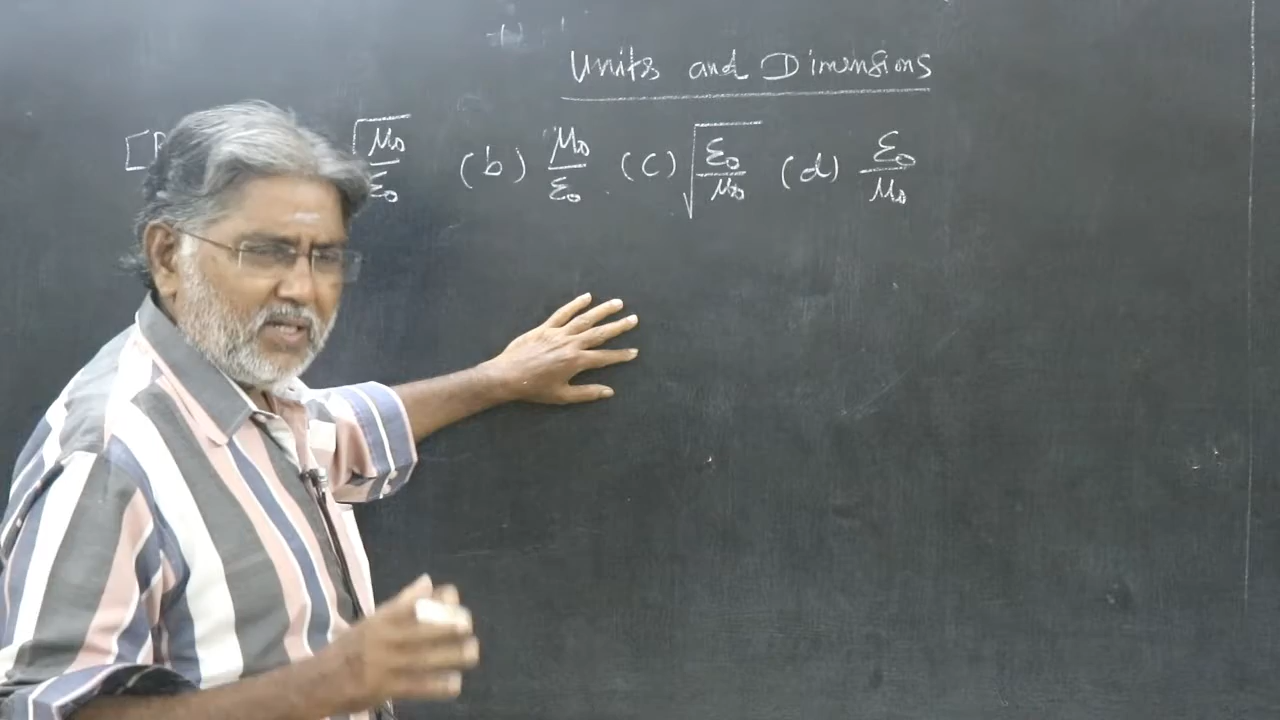 Units and Dimensions
[R √(μ₀/ε₀) (b) μ₀/ε₀ (c) √(ε₀/μ₀) (d) ε₀/μ₀